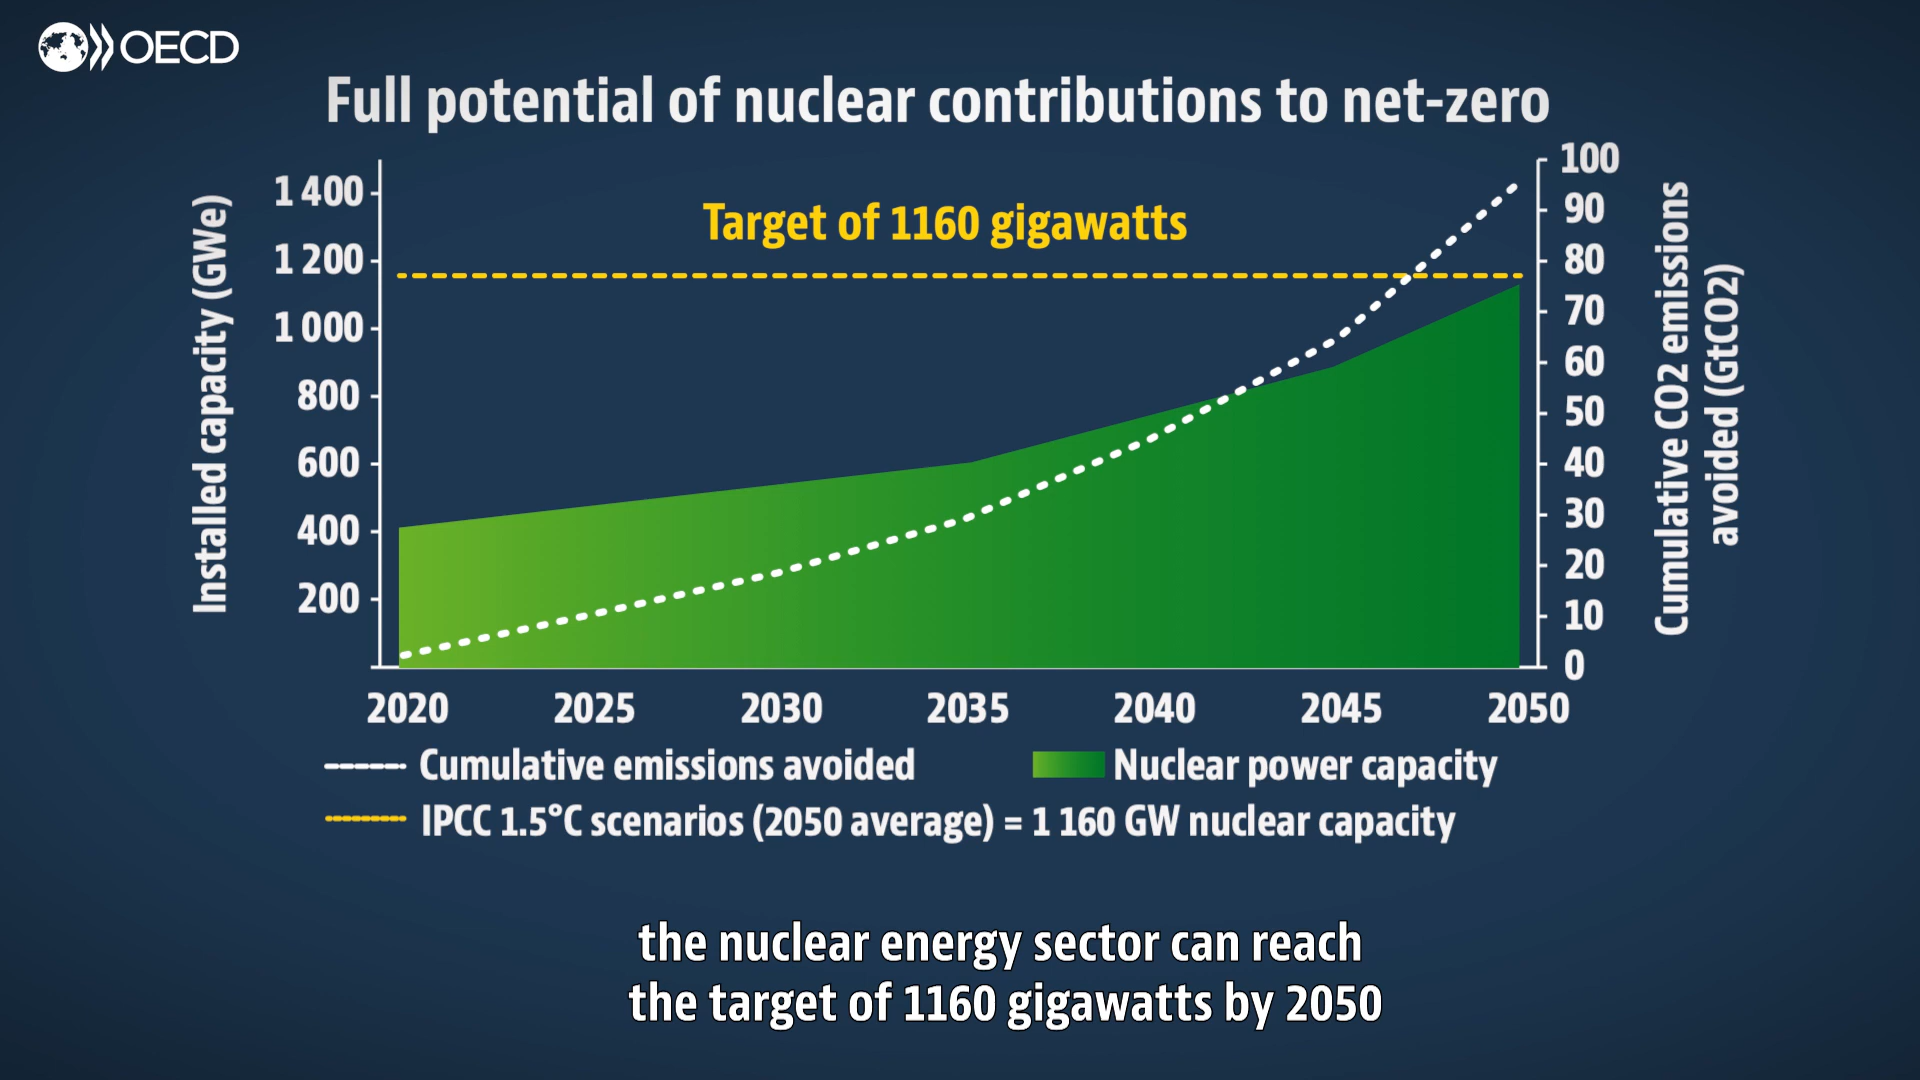 OECD
Full potential of nuclear contributions to net-zero
Installed capacity (GWe)
1 400
1 200
1 000
800
600
400
200
Target of 1160 gigawatts
100
90
80
70
60
50
40
30
20
10
0
Cumulative CO2 emissions
avoided (GtCO2)
2020 2025 2030 2035 2040 2045 2050
Cumulative emissions avoided Nuclear power capacity
IPCC 1.5°C scenarios (2050 average) = 1 160 GW nuclear capacity
the nuclear energy sector can reach
the target of 1160 gigawatts by 2050